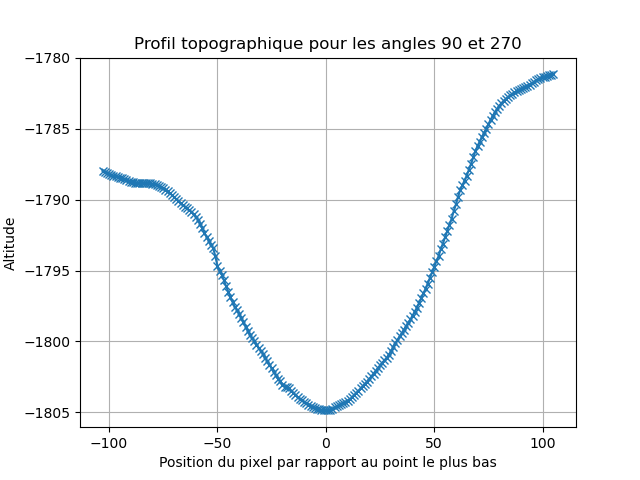 Profil topographique pour les angles 90 et 270
−1780
−1785
−1790
−1795
−1800
−1805
Altitude
−100 −50 0 50 100
Position du pixel par rapport au point le plus bas